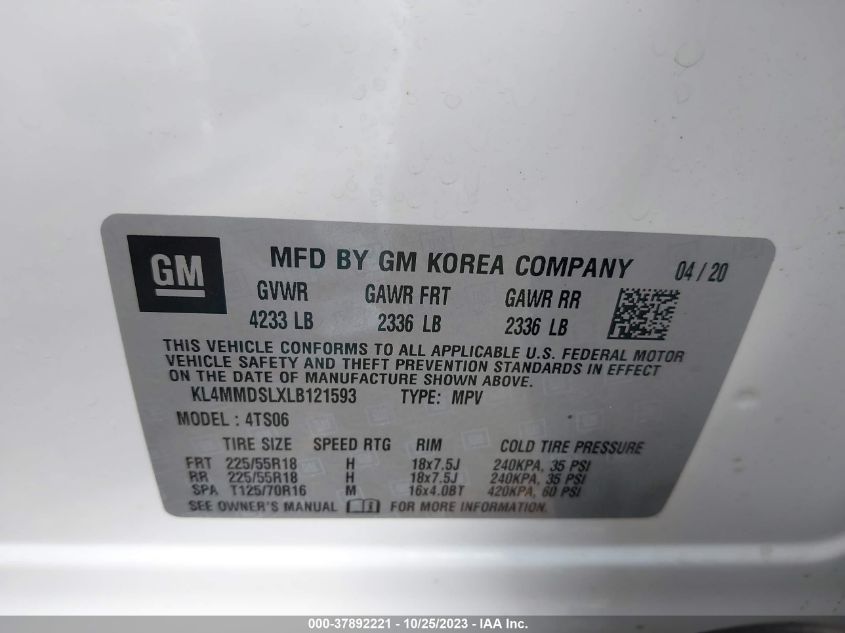 GM
MFD BY GM KOREA COMPANY 04/20
GVWR GAWR FRT GAWR RR
4233 LB 2336 LB 2336 LB
THIS VEHICLE CONFORMS TO ALL APPLICABLE U.S. FEDERAL MOTOR
VEHICLE SAFETY AND THEFT PREVENTION STANDARDS IN EFFECT
ON THE DATE OF MANUFACTURE SHOWN ABOVE.
KL4MMDSLXLB121593 TYPE: MPV
MODEL : 4TS06
TIRE SIZE SPEED RTG RIM COLD TIRE PRESSURE
FRT 225/55R18 H 18x7.5J 240KPA, 35 PSI
RR 225/55R18 H 18x7.5J 240KPA, 35 PSI
SPA T125/70R16 M 16x4.0BT 420KPA, 60 PSI
SEE OWNER'S MANUAL FOR MORE INFORMATION.
000-37892221 - 10/25/2023 - IAA Inc.